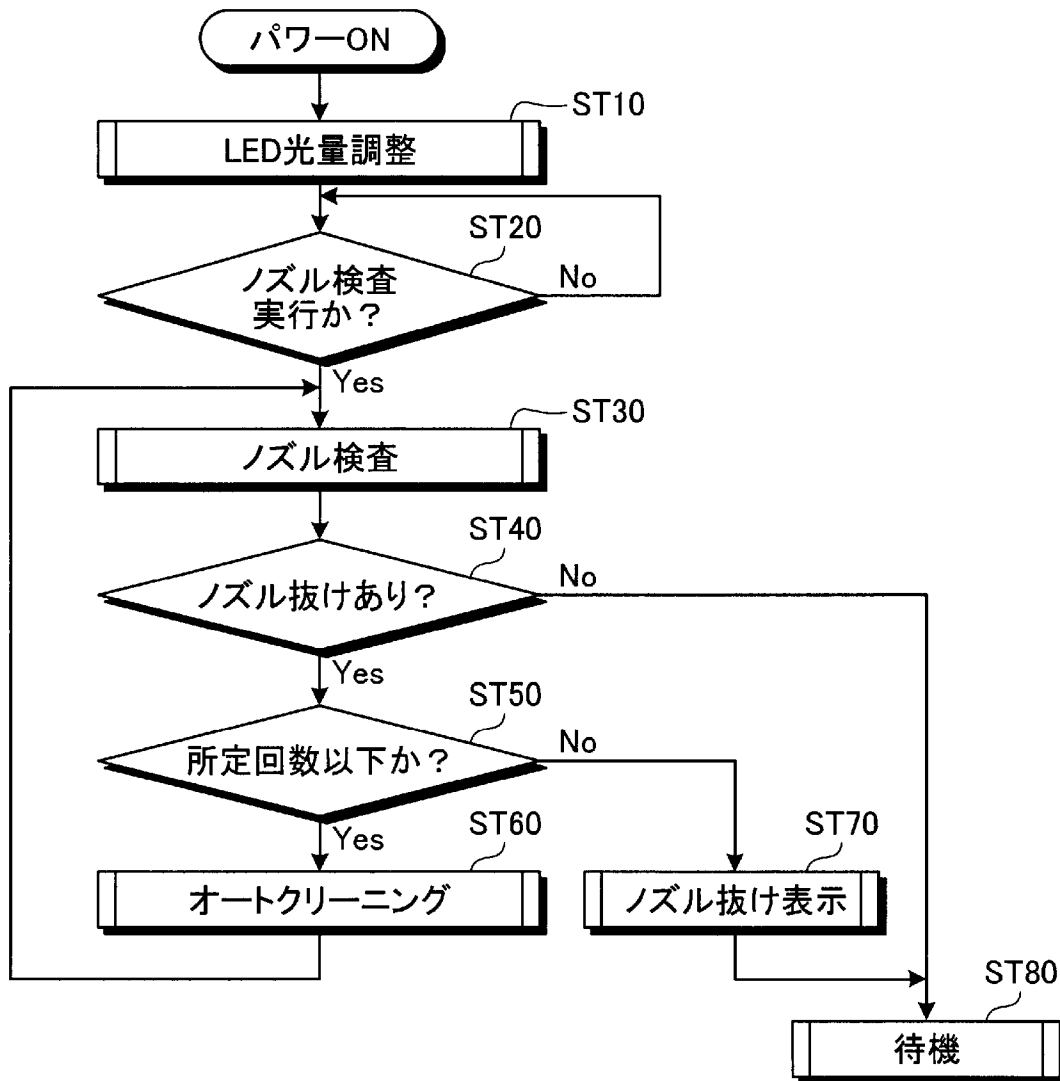 パワーON
ST10
LED光量調整
ST20
ノズル検査
実行か？
No
Yes
ST30
ノズル検査
ST40
ノズル抜けあり？
No
Yes
ST50
所定回数以下か？
No
Yes
ST60
オートクリーニング
ST70
ノズル抜け表示
ST80
待機